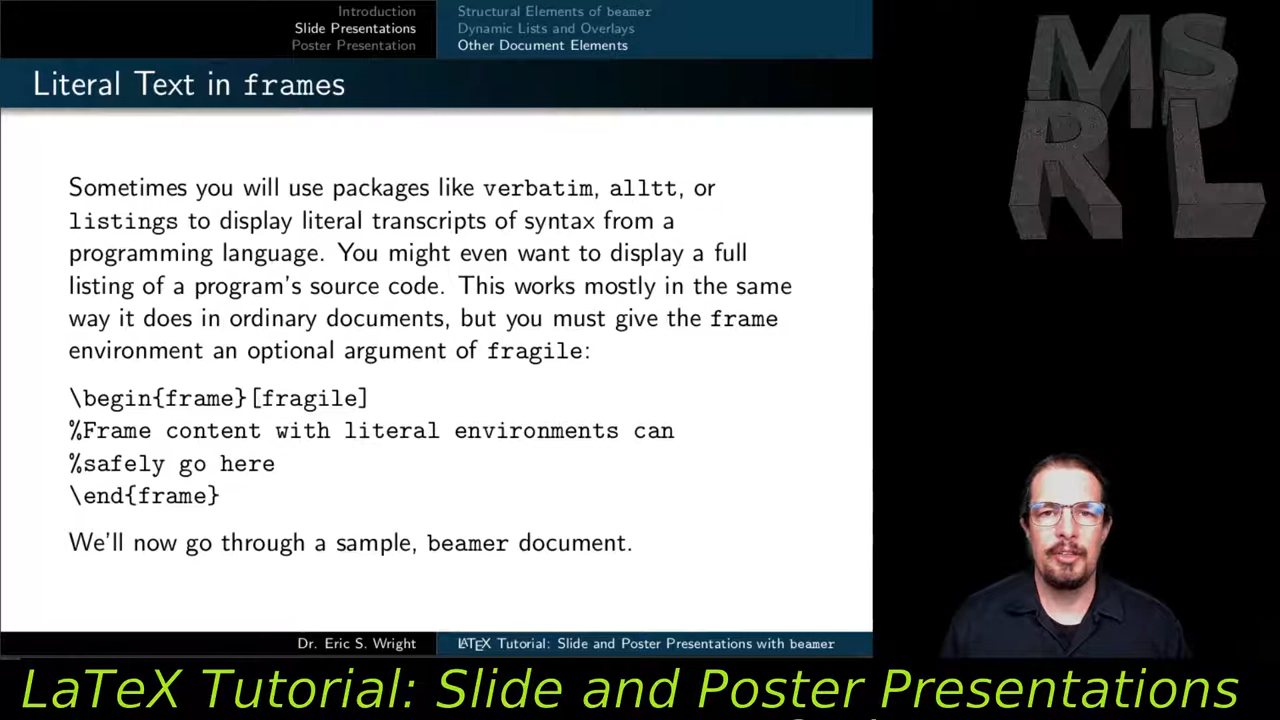 Introduction
Slide Presentations
Poster Presentation
Structural Elements of beamer
Dynamic Lists and Overlays
Other Document Elements
Literal Text in frames
MS
RL
Sometimes you will use packages like verbatim, alltt, or
listings to display literal transcripts of syntax from a
programming language. You might even want to display a full
listing of a program's source code. This works mostly in the same
way it does in ordinary documents, but you must give the frame
environment an optional argument of fragile:
\begin{frame}[fragile]
%Frame content with literal environments can
%safely go here
\end{frame}
We'll now go through a sample, beamer document.
Dr. Eric S. Wright
LATEX Tutorial: Slide and Poster Presentations with beamer
LaTeX Tutorial: Slide and Poster Presentations